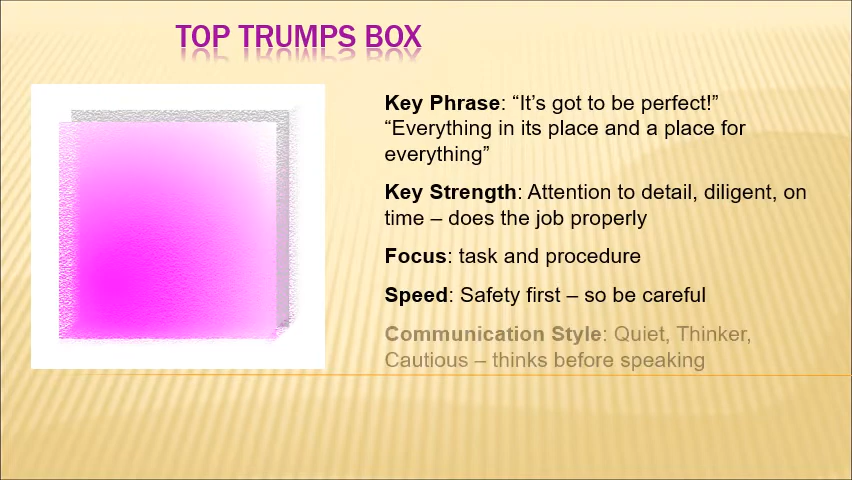 TOP TRUMPS BOX
Key Phrase: “It’s got to be perfect!”
“Everything in its place and a place for
everything”
Key Strength: Attention to detail, diligent, on
time – does the job properly
Focus: task and procedure
Speed: Safety first – so be careful
Communication Style: Quiet, Thinker,
Cautious – thinks before speaking